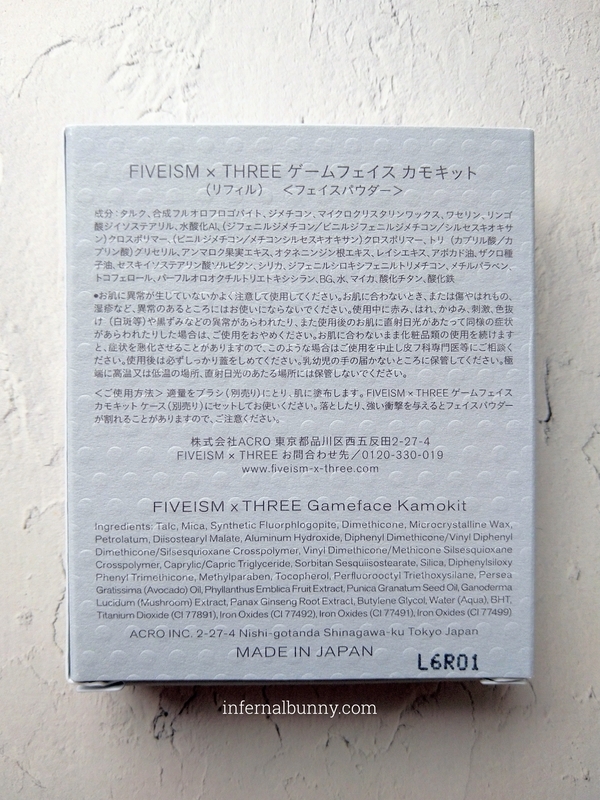 FIVEISM × THREE ゲームフェイス カモキット
（リフィル） ＜フェイスパウダー＞
成分：タルク、合成フルオロフロゴパイト、ジメチコン、マイクロクリスタリンワックス、ワセリン、リンゴ
酸ジイソステアリル、水酸化Al、（ジフェニルジメチコン／ビニルジフェニルジメチコン／シルセスキオキサ
ン）クロスポリマー、（ビニルジメチコン／メチコンシルセスキオキサン）クロスポリマー、トリ（カプリル酸／カ
プリン酸）グリセリル、アンマロク果実エキス、オタネニンジン根エキス、レイシエキス、アボカド油、ザクロ種
子油、セスキイソステアリン酸ソルビタン、シリカ、ジフェニルシロキシフェニルトリメチコン、メチルパラベン、
トコフェロール、パーフルオロオクチルトリエトキシシラン、BG、水、マイカ、酸化チタン、酸化鉄
●お肌に異常が生じていないかよく注意して使用してください。お肌に合わないとき、または傷やはれもの、
湿疹など、異常のあるところにはお使いにならないでください。使用中に赤み、はれ、かゆみ、刺激、色抜
け（白斑等）や黒ずみなどの異常があらわれたり、また使用後のお肌に直射日光があたって同様の症状
があらわれたりした場合は、ご使用をおやめください。お肌に合わないまま化粧品類の使用を続けます
と、症状を悪化させることがありますので、このような場合はご使用を中止し皮フ科専門医等にご相談く
ださい。使用後は必ずしっかり蓋をしめてください。乳幼児の手の届かないところに保管してください。極
端に高温又は低温の場所、直射日光のあたる場所には保管しないでください。
＜ご使用方法＞ 適量をブラシ（別売り）にとり、肌に塗布します。FIVEISM × THREE ゲームフェイス
カモキット ケース（別売り）にセットしてお使いください。落としたり、強い衝撃を与えるとフェイスパウダー
が割れることがありますので、ご注意ください。
株式会社ACRO 東京都品川区西五反田2-27-4
FIVEISM × THREE お問合わせ先／0120-330-019
www.fiveism-x-three.com
FIVEISM x THREE Gameface Kamokit
Ingredients: Talc, Mica, Synthetic Fluorphlogopite, Dimethicone, Microcrystalline Wax,
Petrolatum, Diisostearyl Malate, Aluminum Hydroxide, Diphenyl Dimethicone/Vinyl Diphenyl
Dimethicone/Silsesquioxane Crosspolymer, Vinyl Dimethicone/Methicone Silsesquioxane
Crosspolymer, Caprylic/Capric Triglyceride, Sorbitan Sesquiisostearate, Silica, Diphenylsiloxy
Phenyl Trimethicone, Methylparaben, Tocopherol, Perfluorooctyl Triethoxysilane, Persea
Gratissima (Avocado) Oil, Phyllanthus Emblica Fruit Extract, Punica Granatum Seed Oil, Ganoderma
Lucidum (Mushroom) Extract, Panax Ginseng Root Extract, Butylene Glycol, Water (Aqua), BHT,
Titanium Dioxide (CI 77891), Iron Oxides (CI 77492), Iron Oxides (CI 77491), Iron Oxides (CI 77499)
ACRO INC. 2-27-4 Nishi-gotanda Shinagawa-ku Tokyo Japan
MADE IN JAPAN
L6R01
infernalbunny.com